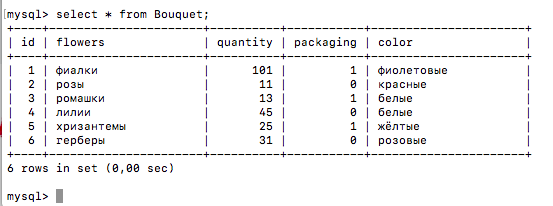 mysql> select * from Bouquet;
+----+--------------------+----------+-----------+--------------------+
| id | flowers            | quantity | packaging | color              |
+----+--------------------+----------+-----------+--------------------+
|  1 | фиалки             |      101 |         1 | фиолетовые         |
|  2 | розы               |       11 |         0 | красные            |
|  3 | ромашки            |       13 |         1 | белые              |
|  4 | лилии              |       45 |         0 | белые              |
|  5 | хризантемы         |       25 |         1 | жёлтые             |
|  6 | герберы            |       31 |         0 | розовые            |
+----+--------------------+----------+-----------+--------------------+
6 rows in set (0,00 sec)
mysql>